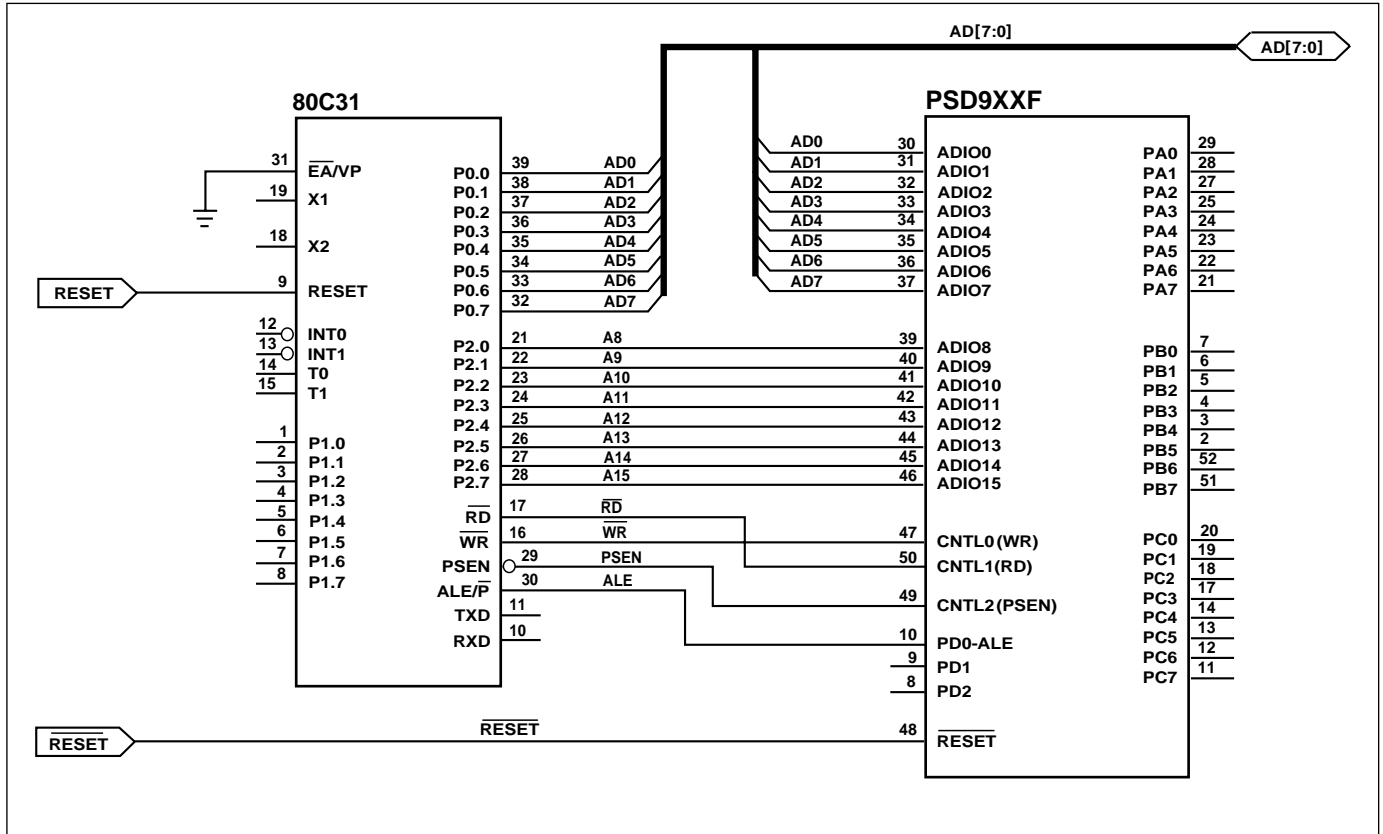 AD[7:0]
AD[7:0]
80C31
PSD9XXF
31 EA/VP
19 X1
18 X2
RESET
9 RESET
12 INT0
13 INT1
14 T0
15 T1
1 P1.0
2 P1.1
3 P1.2
4 P1.3
5 P1.4
6 P1.5
7 P1.6
8 P1.7
P0.0 39 AD0
P0.1 38 AD1
P0.2 37 AD2
P0.3 36 AD3
P0.4 35 AD4
P0.5 34 AD5
P0.6 33 AD6
P0.7 32 AD7
P2.0 21 A8
P2.1 22 A9
P2.2 23 A10
P2.3 24 A11
P2.4 25 A12
P2.5 26 A13
P2.6 27 A14
P2.7 28 A15
RD 17 RD
WR 16 WR
PSEN 29 PSEN
ALE/P 30 ALE
TXD 11
RXD 10
AD0 30 ADIO0
AD1 31 ADIO1
AD2 32 ADIO2
AD3 33 ADIO3
AD4 34 ADIO4
AD5 35 ADIO5
AD6 36 ADIO6
AD7 37 ADIO7
39 ADIO8
40 ADIO9
41 ADIO10
42 ADIO11
43 ADIO12
44 ADIO13
45 ADIO14
46 ADIO15
47 CNTL0(WR)
50 CNTL1(RD)
49 CNTL2(PSEN)
10 PD0-ALE
9 PD1
8 PD2
48 RESET
PA0 29
PA1 28
PA2 27
PA3 25
PA4 24
PA5 23
PA6 22
PA7 21
PB0 7
PB1 6
PB2 5
PB3 4
PB4 3
PB5 2
PB6 52
PB7 51
PC0 20
PC1 19
PC2 18
PC3 17
PC4 14
PC5 13
PC6 12
PC7 11
RESET
RESET